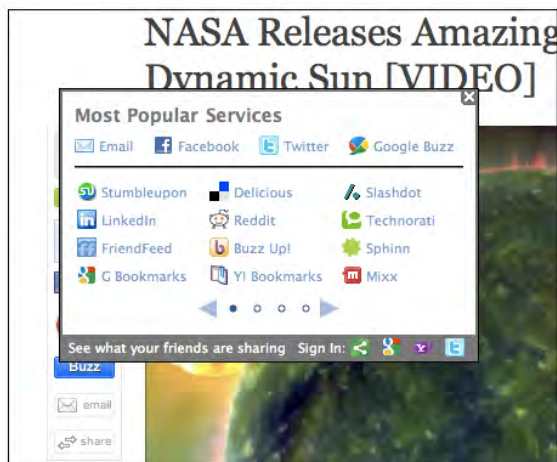 NASA Releases Amazing
Dynamic Sun [VIDEO]
Most Popular Services
Email Facebook Twitter Google Buzz
Stumbleupon Delicious Slashdot
LinkedIn Reddit Technorati
FriendFeed Buzz Up! Sphinn
G Bookmarks Y! Bookmarks Mixx
See what your friends are sharing Sign In:
Buzz
email
share